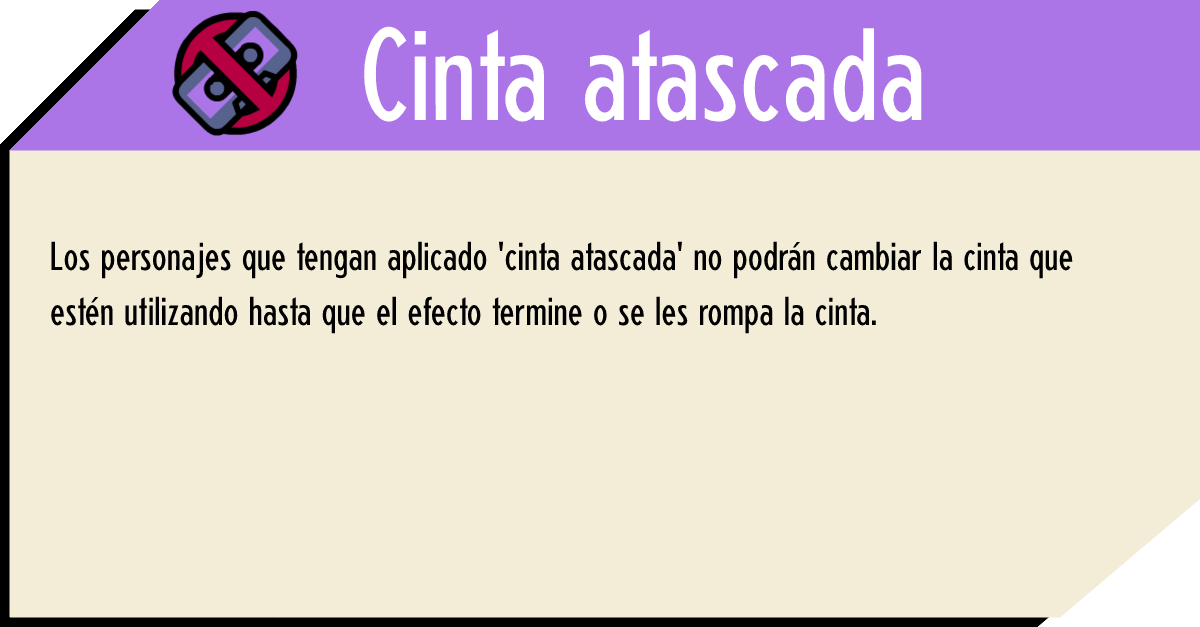 Cinta atascada
Los personajes que tengan aplicado 'cinta atascada' no podrán cambiar la cinta que
estén utilizando hasta que el efecto termine o se les rompa la cinta.